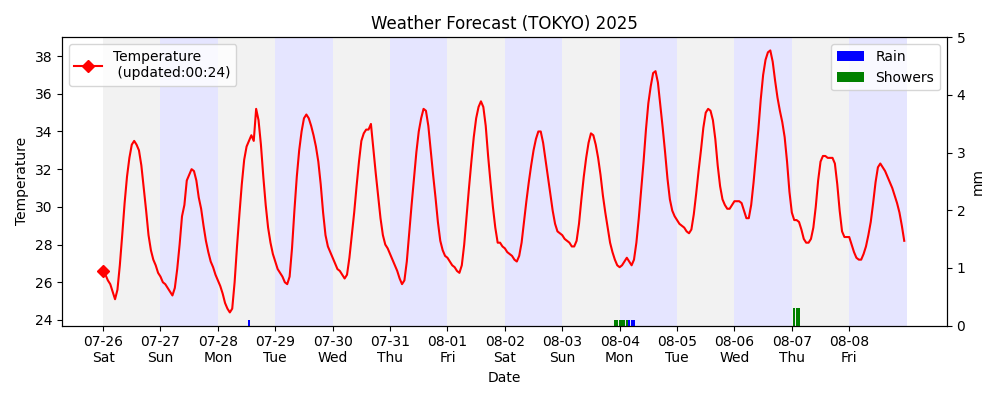 Weather Forecast (TOKYO) 2025
Temperature
(updated:00:24)
Rain
Showers
Temperature
38
36
34
32
30
28
26
24
5
4
3
2
1
0
mm
07-26 07-27 07-28 07-29 07-30 07-31 08-01 08-02 08-03 08-04 08-05 08-06 08-07 08-08
Sat Sun Mon Tue Wed Thu Fri Sat Sun Mon Tue Wed Thu Fri
Date